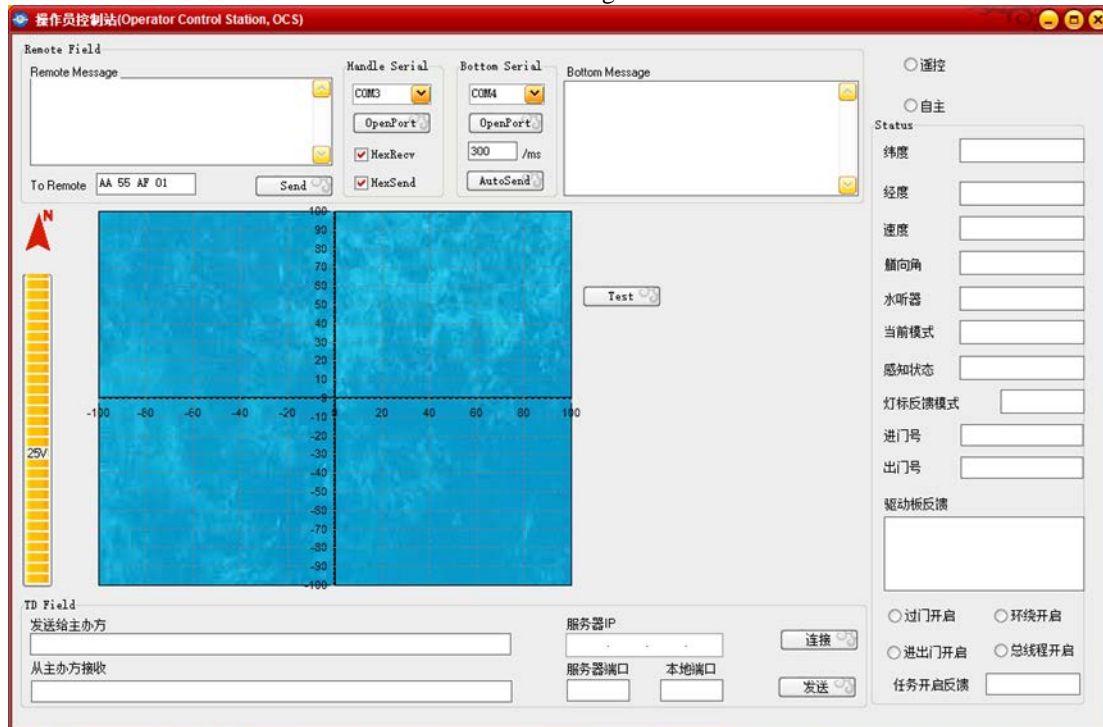 操作员控制站(Operator Control Station, OCS)
Remote Field
Remote Message
Handle Serial
Bottom Serial
Bottom Message
COM3
COM4
OpenPort
OpenPort
HexRecv
300 /ms
To Remote AA 55 AF 01
Send
HexSend
AutoSend
遥控
自主
Status
纬度
经度
速度
艏向角
水听器
当前模式
感知状态
灯标反馈模式
进门号
出门号
驱动板反馈
过门开启
环绕开启
进出门开启
总线程开启
任务开启反馈
N
25V
Test
100
90
80
70
60
50
40
30
20
10
0
-100 -80 -60 -40 -20 20 40 60 80 100
-10
-20
-30
-40
-50
-60
-70
-80
-90
-100
TD Field
发送给主办方
服务器IP
. . .
连接
从主办方接收
服务器端口
本地端口
发送